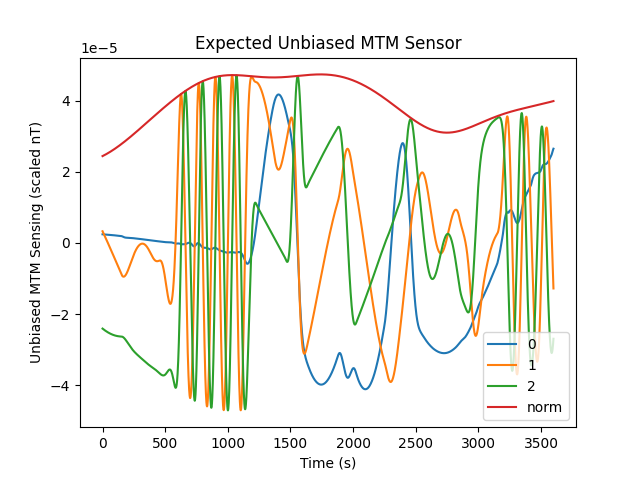 Expected Unbiased MTM Sensor
1e−5
Unbiased MTM Sensing (scaled nT)
4
2
0
−2
−4
0
1
2
norm
0 500 1000 1500 2000 2500 3000 3500
Time (s)